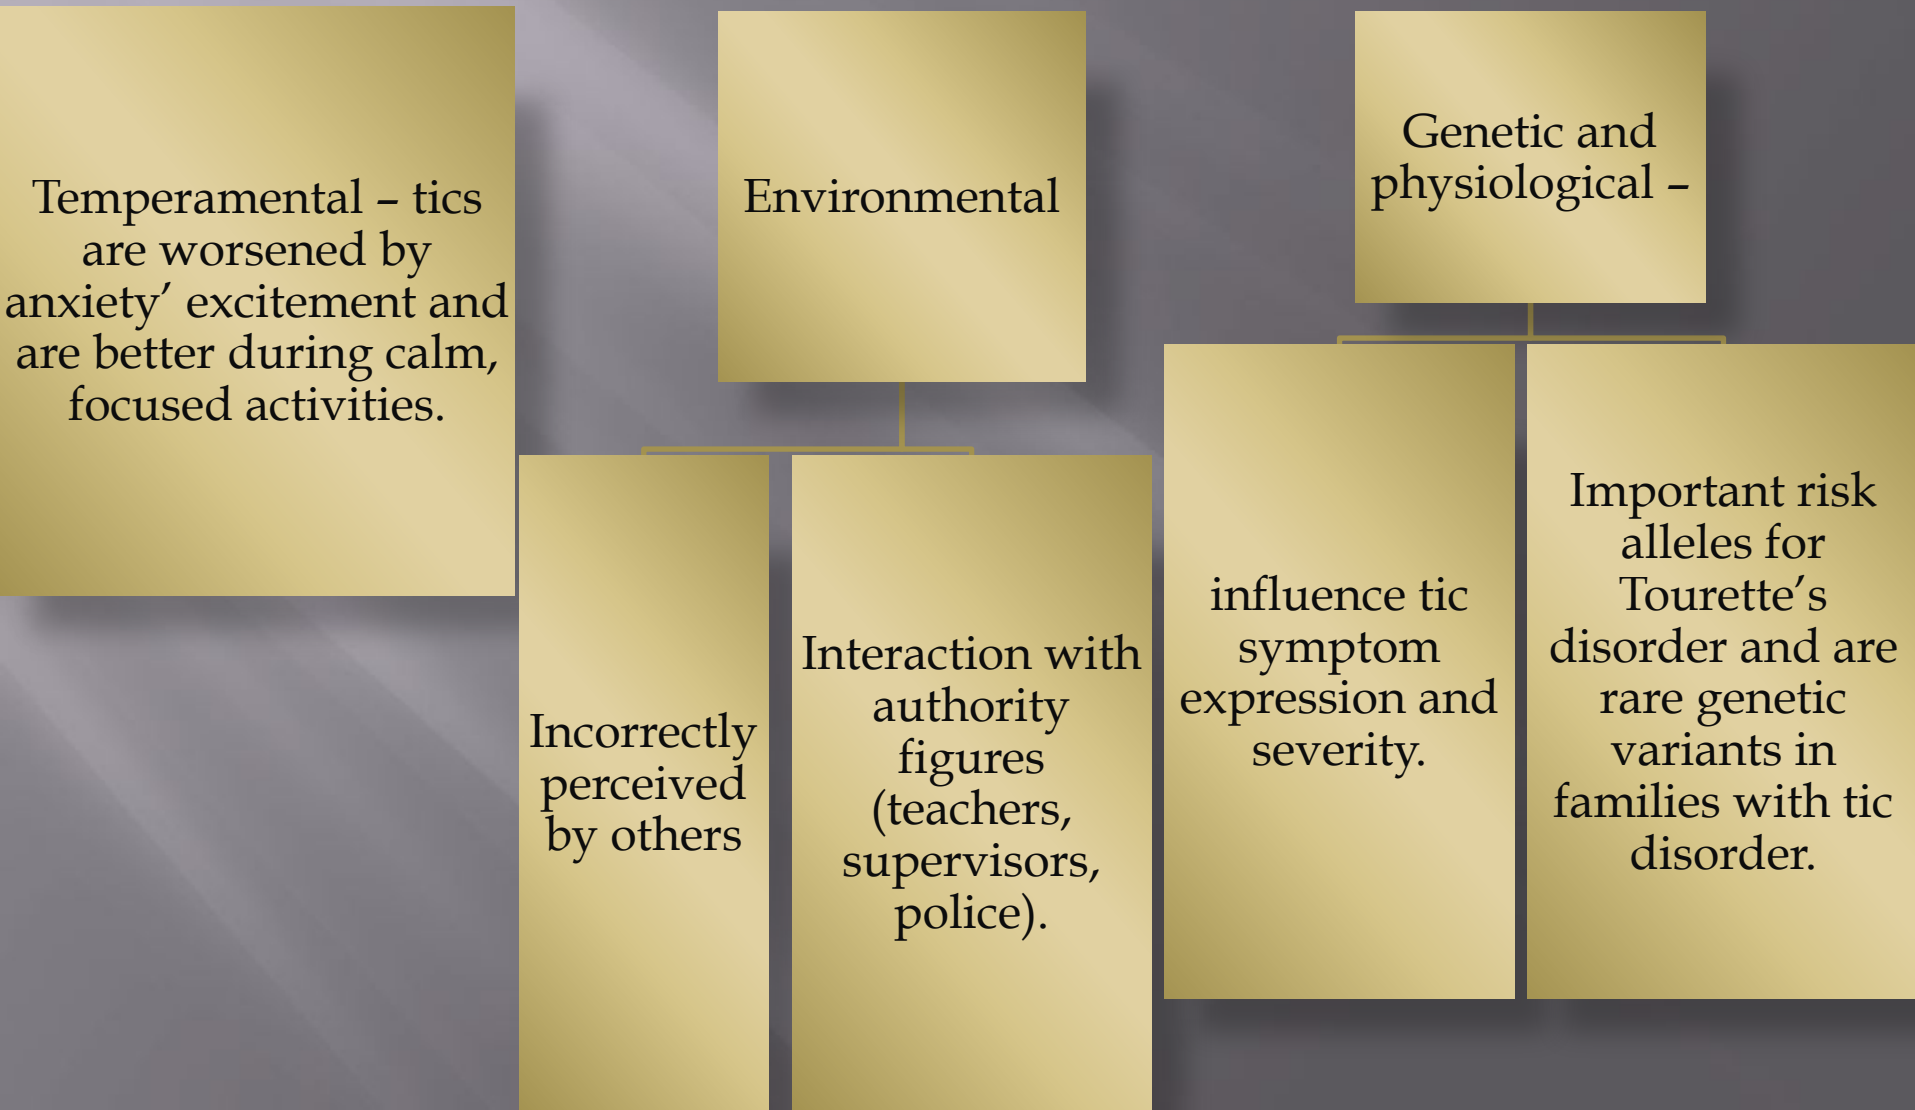 Temperamental – tics
are worsened by
anxiety’ excitement and
are better during calm,
focused activities.
Environmental
Incorrectly
perceived
by others
Interaction with
authority
figures
(teachers,
supervisors,
police).
Genetic and
physiological –
influence tic
symptom
expression and
severity.
Important risk
alleles for
Tourette’s
disorder and are
rare genetic
variants in
families with tic
disorder.